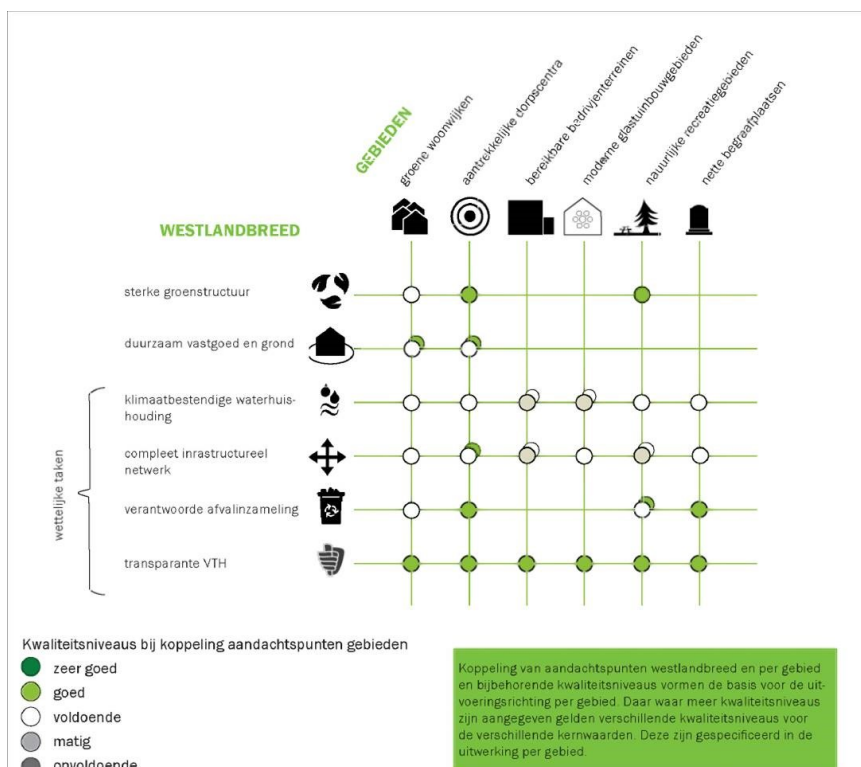 GEBIEDEN
groene woonwijken
aantrekkelijke dorpscentra
bereikbare bedrivjenterreinen
moderne glastuinbouwgebieden
nauurlijke recreatiegebieden
nette begraafplaatsen
WESTLANDBREED
sterke groenstructuur
duurzaam vastgoed en grond
klimaatbestendige waterhuis-
houding
compleet inrastructureel
netwerk
verantwoorde afvalinzameling
transparante VTH
wettelijke taken
Kwaliteitsniveaus bij koppeling aandachtspunten gebieden
zeer goed
goed
voldoende
matig
onvoldoende
Koppeling van aandachtspunten westlandbreed en per gebied
en bijbehorende kwaliteitsniveaus vormen de basis voor de uit-
voeringsrichting per gebied. Daar waar meer kwaliteitsniveaus
zijn aangegeven gelden verschillende kwaliteitsniveaus voor
de verschillende kernwaarden. Deze zijn gespecificeerd in de
uitwerking per gebied.